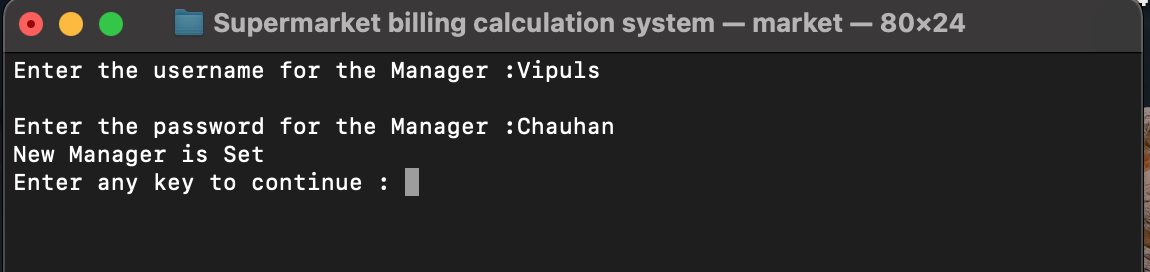 Supermarket billing calculation system — market — 80×24
Enter the username for the Manager :Vipuls
Enter the password for the Manager :Chauhan
New Manager is Set
Enter any key to continue :